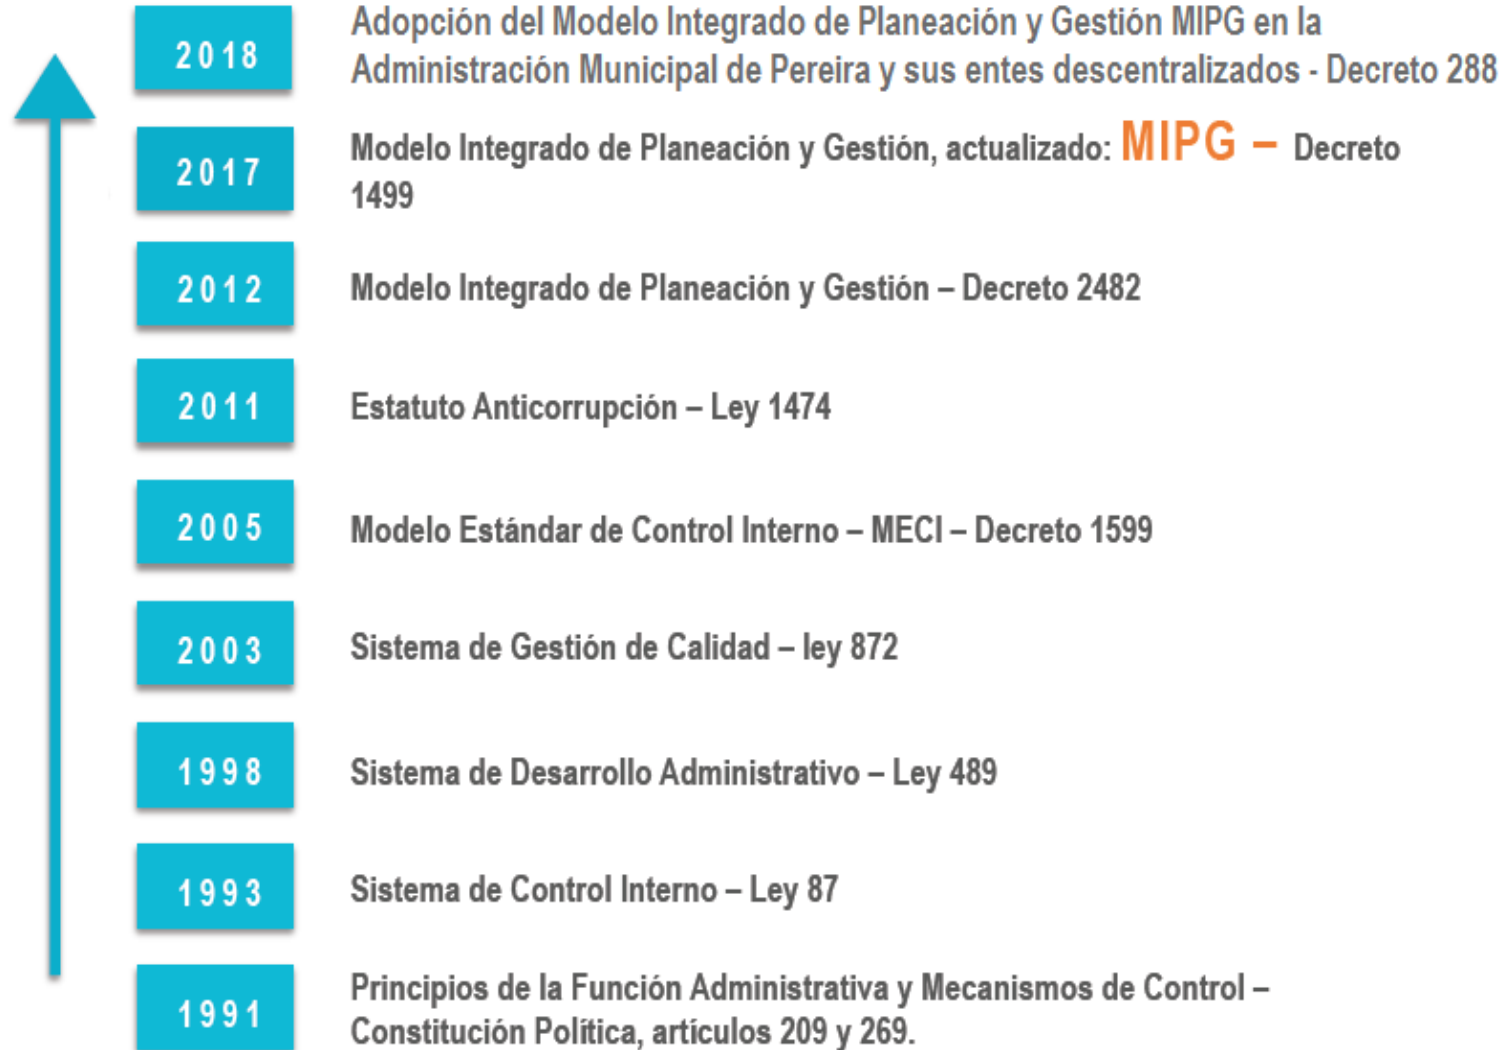 2018
Adopción del Modelo Integrado de Planeación y Gestión MIPG en la
Administración Municipal de Pereira y sus entes descentralizados - Decreto 288
2017
Modelo Integrado de Planeación y Gestión, actualizado: MIPG – Decreto
1499
2012
Modelo Integrado de Planeación y Gestión – Decreto 2482
2011
Estatuto Anticorrupción – Ley 1474
2005
Modelo Estándar de Control Interno – MECI – Decreto 1599
2003
Sistema de Gestión de Calidad – ley 872
1998
Sistema de Desarrollo Administrativo – Ley 489
1993
Sistema de Control Interno – Ley 87
1991
Principios de la Función Administrativa y Mecanismos de Control –
Constitución Política, artículos 209 y 269.